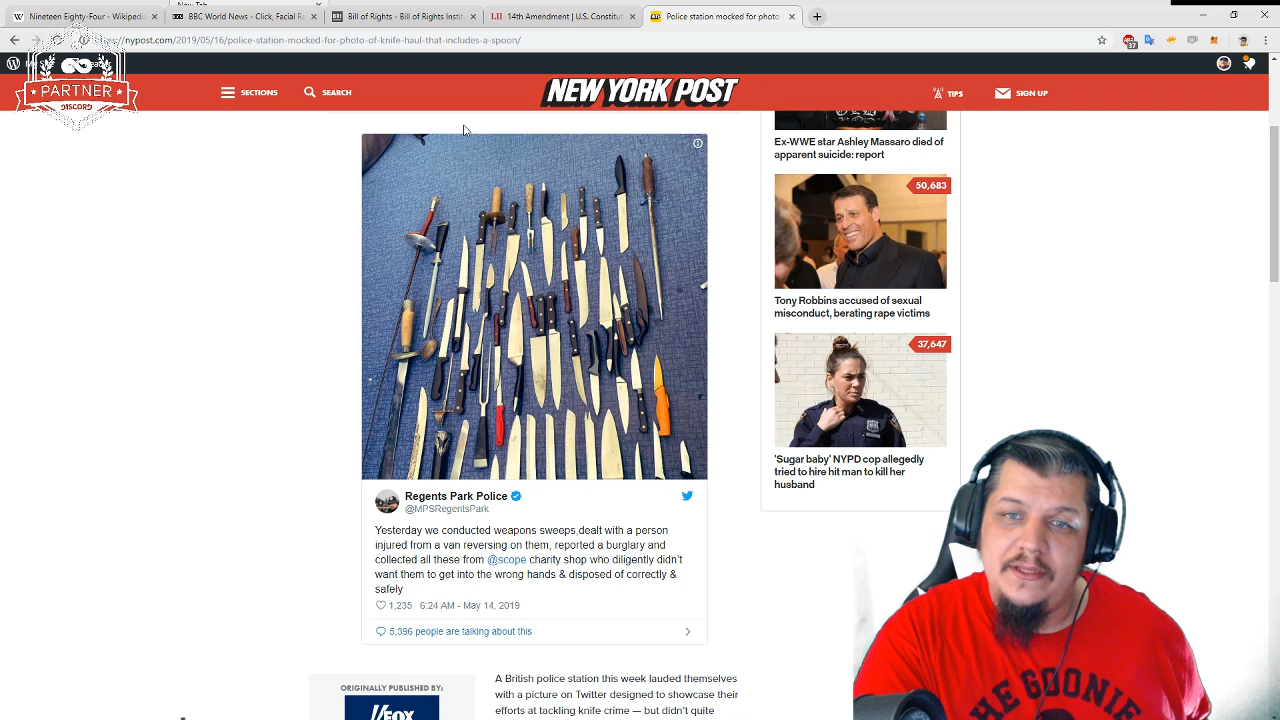 Nineteen Eighty-Four - Wikiped
BBC World News - Click, Facial Re
Bill of Rights - Bill of Rights Instit
14th Amendment | U.S. Constitut
Police station mocked for photo
https://nypost.com/2019/05/16/police-station-mocked-for-photo-of-knife-haul-that-includes-a-spoon/
37
PARTNER
DISCORD
SECTIONS
SEARCH
NEW YORK POST
TIPS
SIGN UP
Ex-WWE star Ashley Massaro died of
apparent suicide: report
50,683
Tony Robbins accused of sexual
misconduct, berating rape victims
37,647
'Sugar baby' NYPD cop allegedly
tried to hire hit man to kill her
husband
Regents Park Police
@MPSRegentsPark
Yesterday we conducted weapons sweeps,dealt with a person
injured from a van reversing on them, reported a burglary and
collected all these from @scope charity shop who diligently didn't
want them to get into the wrong hands & disposed of correctly &
safely
1,235 6:24 AM - May 14, 2019
5,396 people are talking about this
ORIGINALLY PUBLISHED BY:
FOX
A British police station this week lauded themselves
with a picture on Twitter designed to showcase their
efforts at tackling knife crime — but didn't quite
THE GOONIE